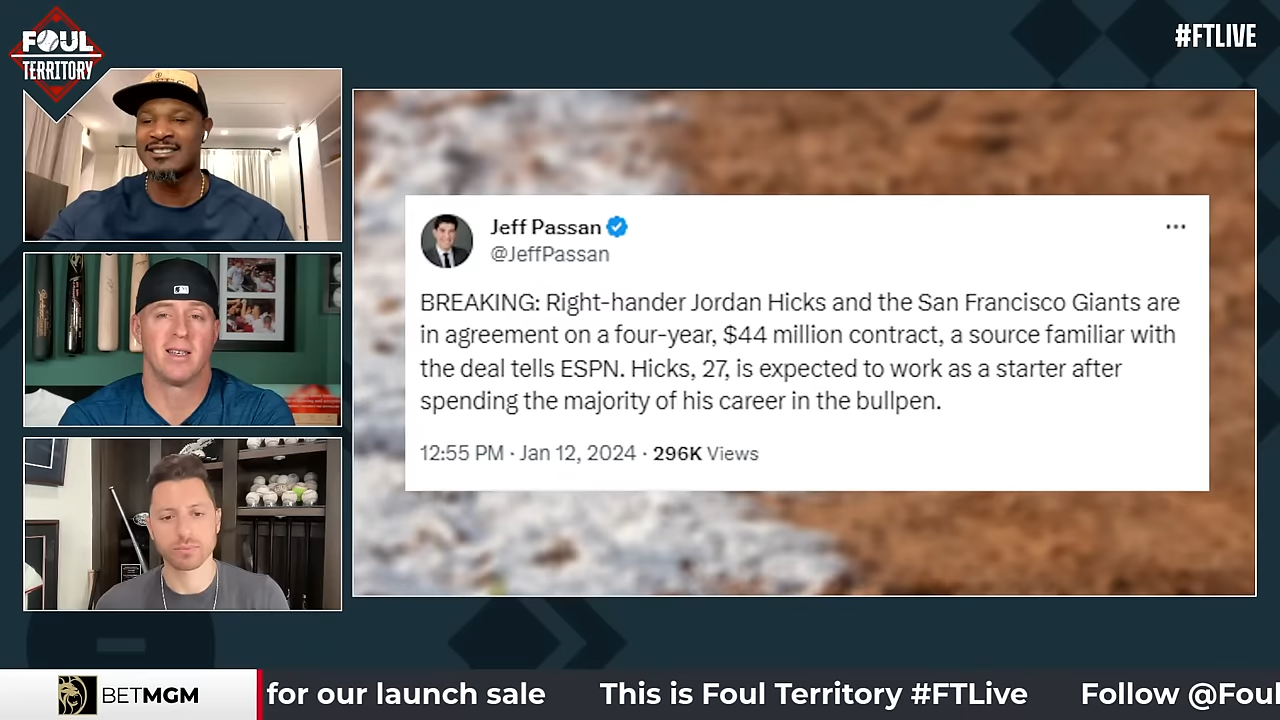 FOUL
TERRITORY
#FTLIVE
Jeff Passan
@JeffPassan
BREAKING: Right-hander Jordan Hicks and the San Francisco Giants are
in agreement on a four-year, $44 million contract, a source familiar with
the deal tells ESPN. Hicks, 27, is expected to work as a starter after
spending the majority of his career in the bullpen.
12:55 PM · Jan 12, 2024 · 296K Views
BETMGM
for our launch sale This is Foul Territory #FTLive Follow @Foul